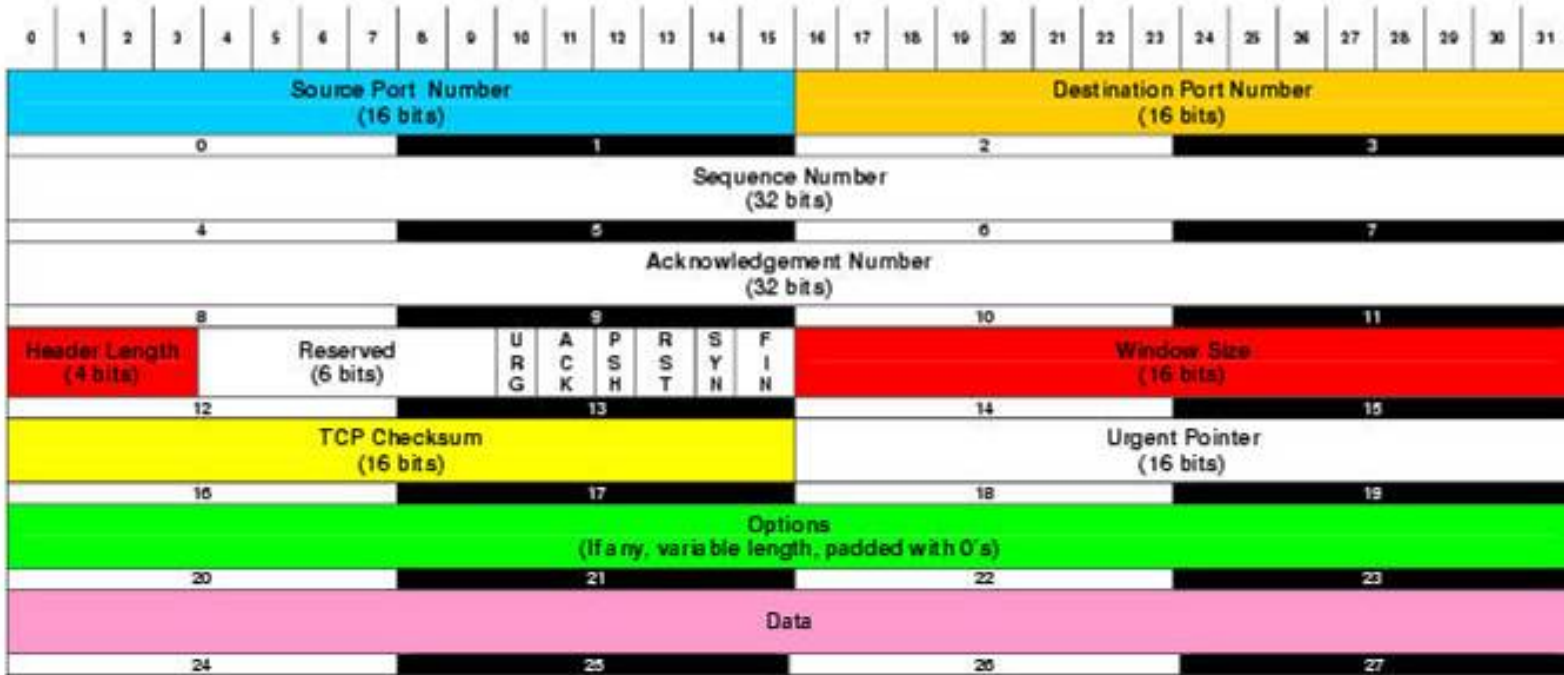 0 1 2 3 4 5 6 7 8 9 10 11 12 13 14 15 16 17 18 19 20 21 22 23 24 25 26 27 28 29 30 31
Source Port Number
(16 bits)
Destination Port Number
(16 bits)
0 1 2 3
Sequence Number
(32 bits)
4 5 6 7
Acknowledgement Number
(32 bits)
8 9 10 11
Header Length
(4 bits)
Reserved
(6 bits)
URG
ACK
PSH
RST
SYN
FIN
Window Size
(16 bits)
12 13 14 15
TCP Checksum
(16 bits)
Urgent Pointer
(16 bits)
16 17 18 19
Options
(If any, variable length, padded with 0's)
20 21 22 23
Data
24 25 26 27